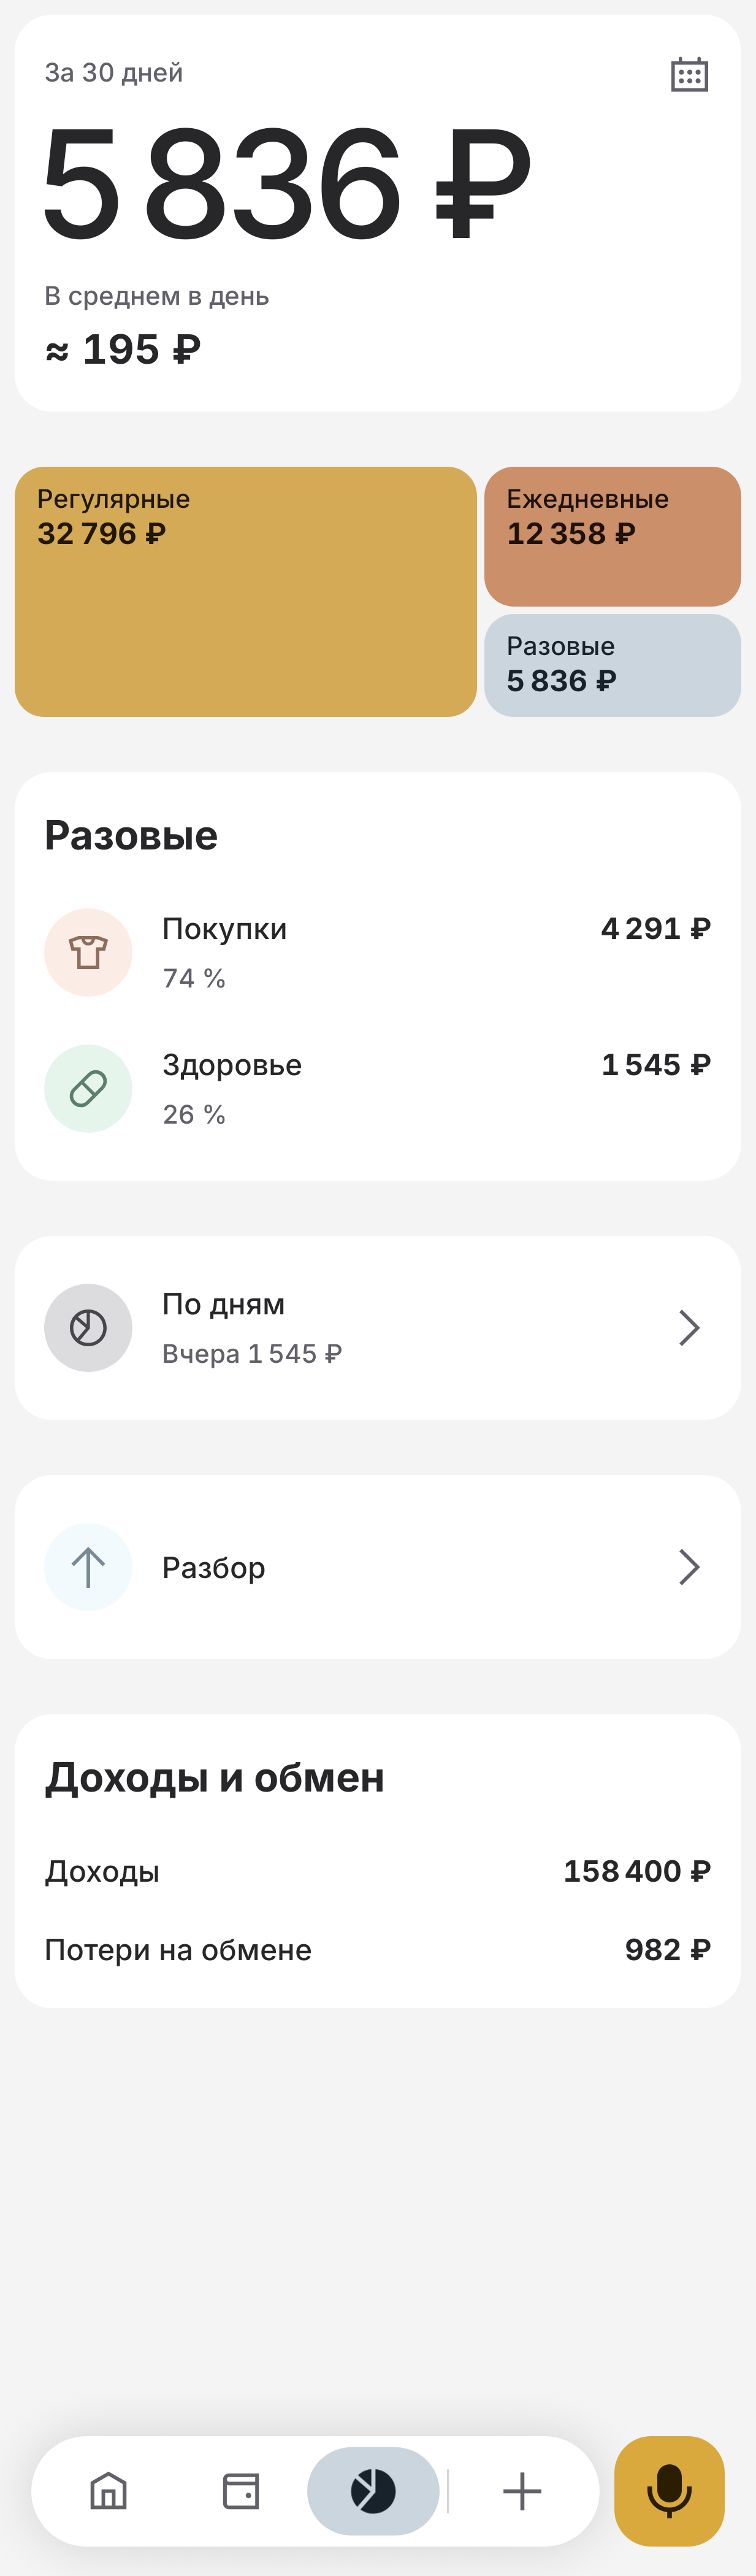 За 30 дней
5 836 ₽
В среднем в день
≈ 195 ₽
Регулярные
32 796 ₽
Ежедневные
12 358 ₽
Разовые
5 836 ₽
Разовые
Покупки
4 291 ₽
74 %
Здоровье
1 545 ₽
26 %
По дням
Вчера 1 545 ₽
Разбор
Доходы и обмен
Доходы
158 400 ₽
Потери на обмене
982 ₽